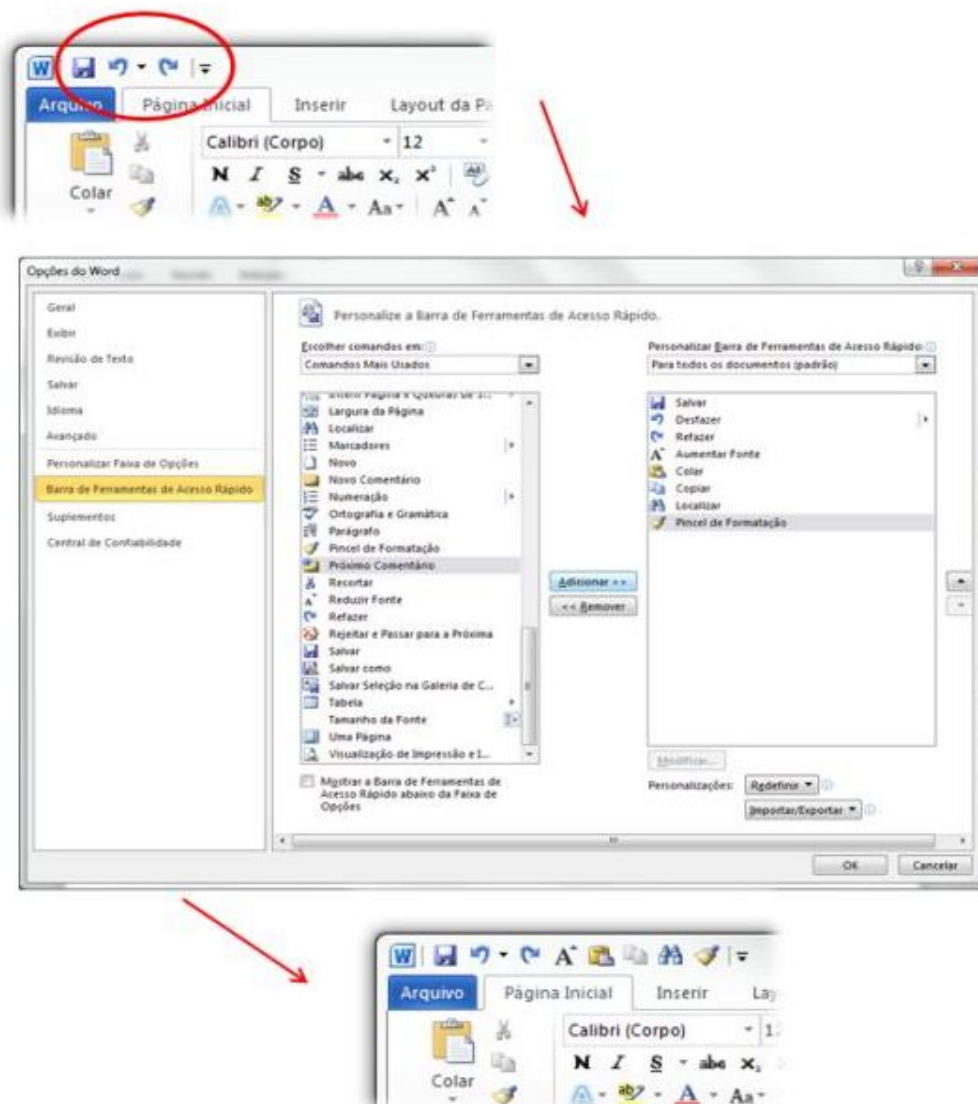 W
Arquivo Página Inicial Inserir Layout da
Calibri (Corpo) 12
N I S abc x₂ x²
Colar
A Aa A A
Opções do Word
Geral
Exibir
Revisão de Texto
Salvar
Idioma
Avançado
Personalizar Faixa de Opções
Barra de Ferramentas de Acesso Rápido
Suplementos
Central de Confiabilidade
Personalize a Barra de Ferramentas de Acesso Rápido.
Escolher comandos em:
Comandos Mais Usados
Largura da Página
Localizar
Marcadores
Novo
Novo Comentário
Numeração
Ortografia e Gramática
Parágrafo
Pincel de Formatação
Próximo Comentário
Recortar
Reduzir Fonte
Refazer
Rejeitar e Passar para a Próxima
Salvar
Salvar como
Salvar Seleção na Galeria de C...
Tabela
Tamanho da Fonte
Uma Página
Visualização de Impressão e I...
Mostrar a Barra de Ferramentas de
Acesso Rápido abaixo da Faixa de
Opções
Adicionar >>
<< Remover
Personalizar Barra de Ferramentas de Acesso Rápido:
Para todos os documentos (padrão)
Salvar
Desfazer
Refazer
Aumentar Fonte
Colar
Copiar
Localizar
Pincel de Formatação
Modificar...
Personalizações: Redefinir
Importar/Exportar
OK Cancelar
W
Arquivo Página Inicial Inserir Lay
Calibri (Corpo)
N I S abc x₂
Colar
A Aa